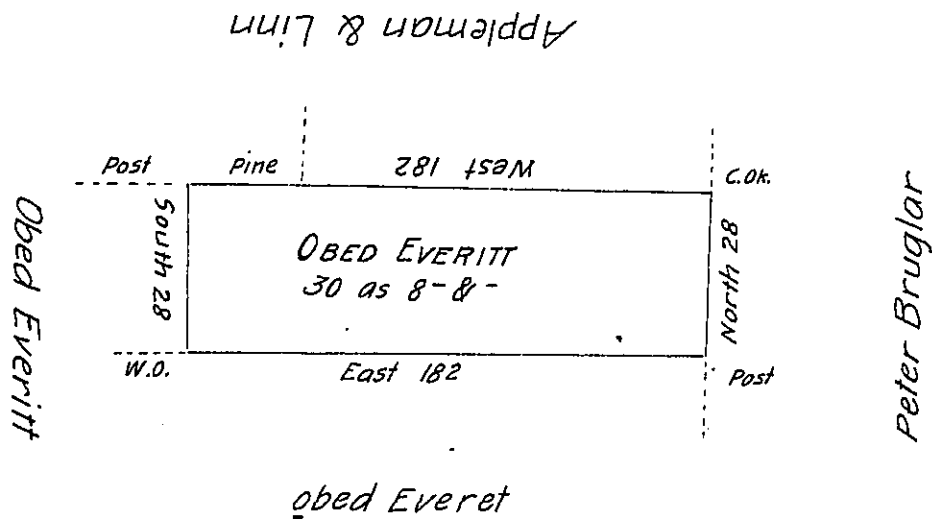 Appleman & Linn
Post
Pine
West 182
C.Ok.
Obed Everitt
South 28
OBED EVERITT
30 as 8 - & -
North 28
Peter Bruglar
W.O.
East 182
Post
obed Everet